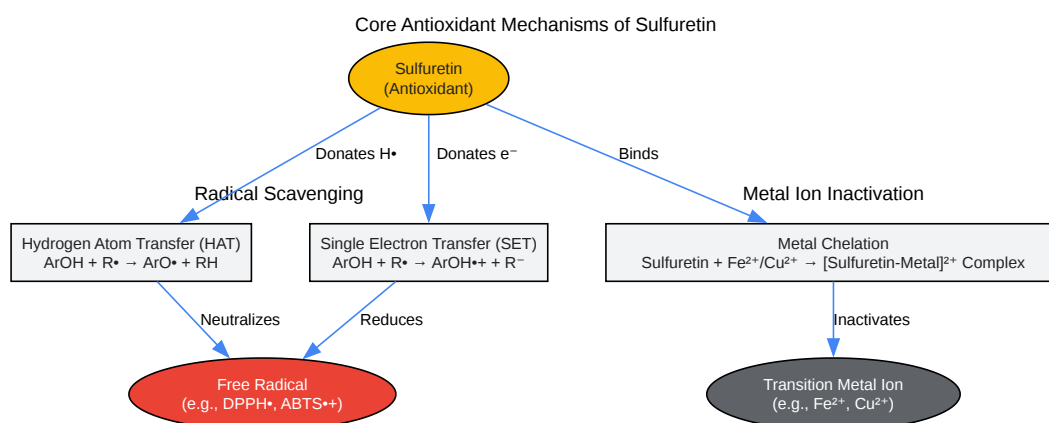 Core Antioxidant Mechanisms of Sulfuretin
Sulfuretin
(Antioxidant)
Donates H•
Donates e⁻
Binds
Radical Scavenging
Metal Ion Inactivation
Hydrogen Atom Transfer (HAT)
ArOH + R• → ArO• + RH
Single Electron Transfer (SET)
ArOH + R• → ArOH•+ + R⁻
Metal Chelation
Sulfuretin + Fe²⁺/Cu²⁺ → [Sulfuretin-Metal]²⁺ Complex
Neutralizes
Reduces
Inactivates
Free Radical
(e.g., DPPH•, ABTS•+)
Transition Metal Ion
(e.g., Fe²⁺, Cu²⁺)